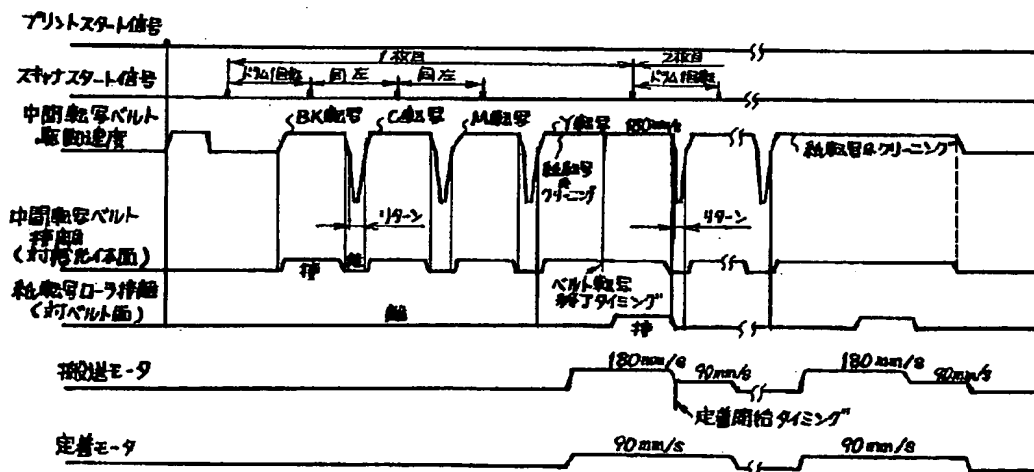 プリントスタート信号
1枚目
2枚目
スキャナスタート信号
ドラム1回転
同左
同左
ドラム1回転
中間転写ベルト
駆動速度
BK転写
C転写
M転写
Y転写
180mm/s
紙転写
クリーニング
紙転写&クリーニング
中間転写ベルト
接離
(対感光体面)
リターン
リターン
接
離
ベルト転写
終了タイミング
紙転写ローラ接離
(対ベルト面)
離
接
搬送モータ
180mm/s
90mm/s
180mm/s
90mm/s
定着開始タイミング
定着モータ
90mm/s
90mm/s